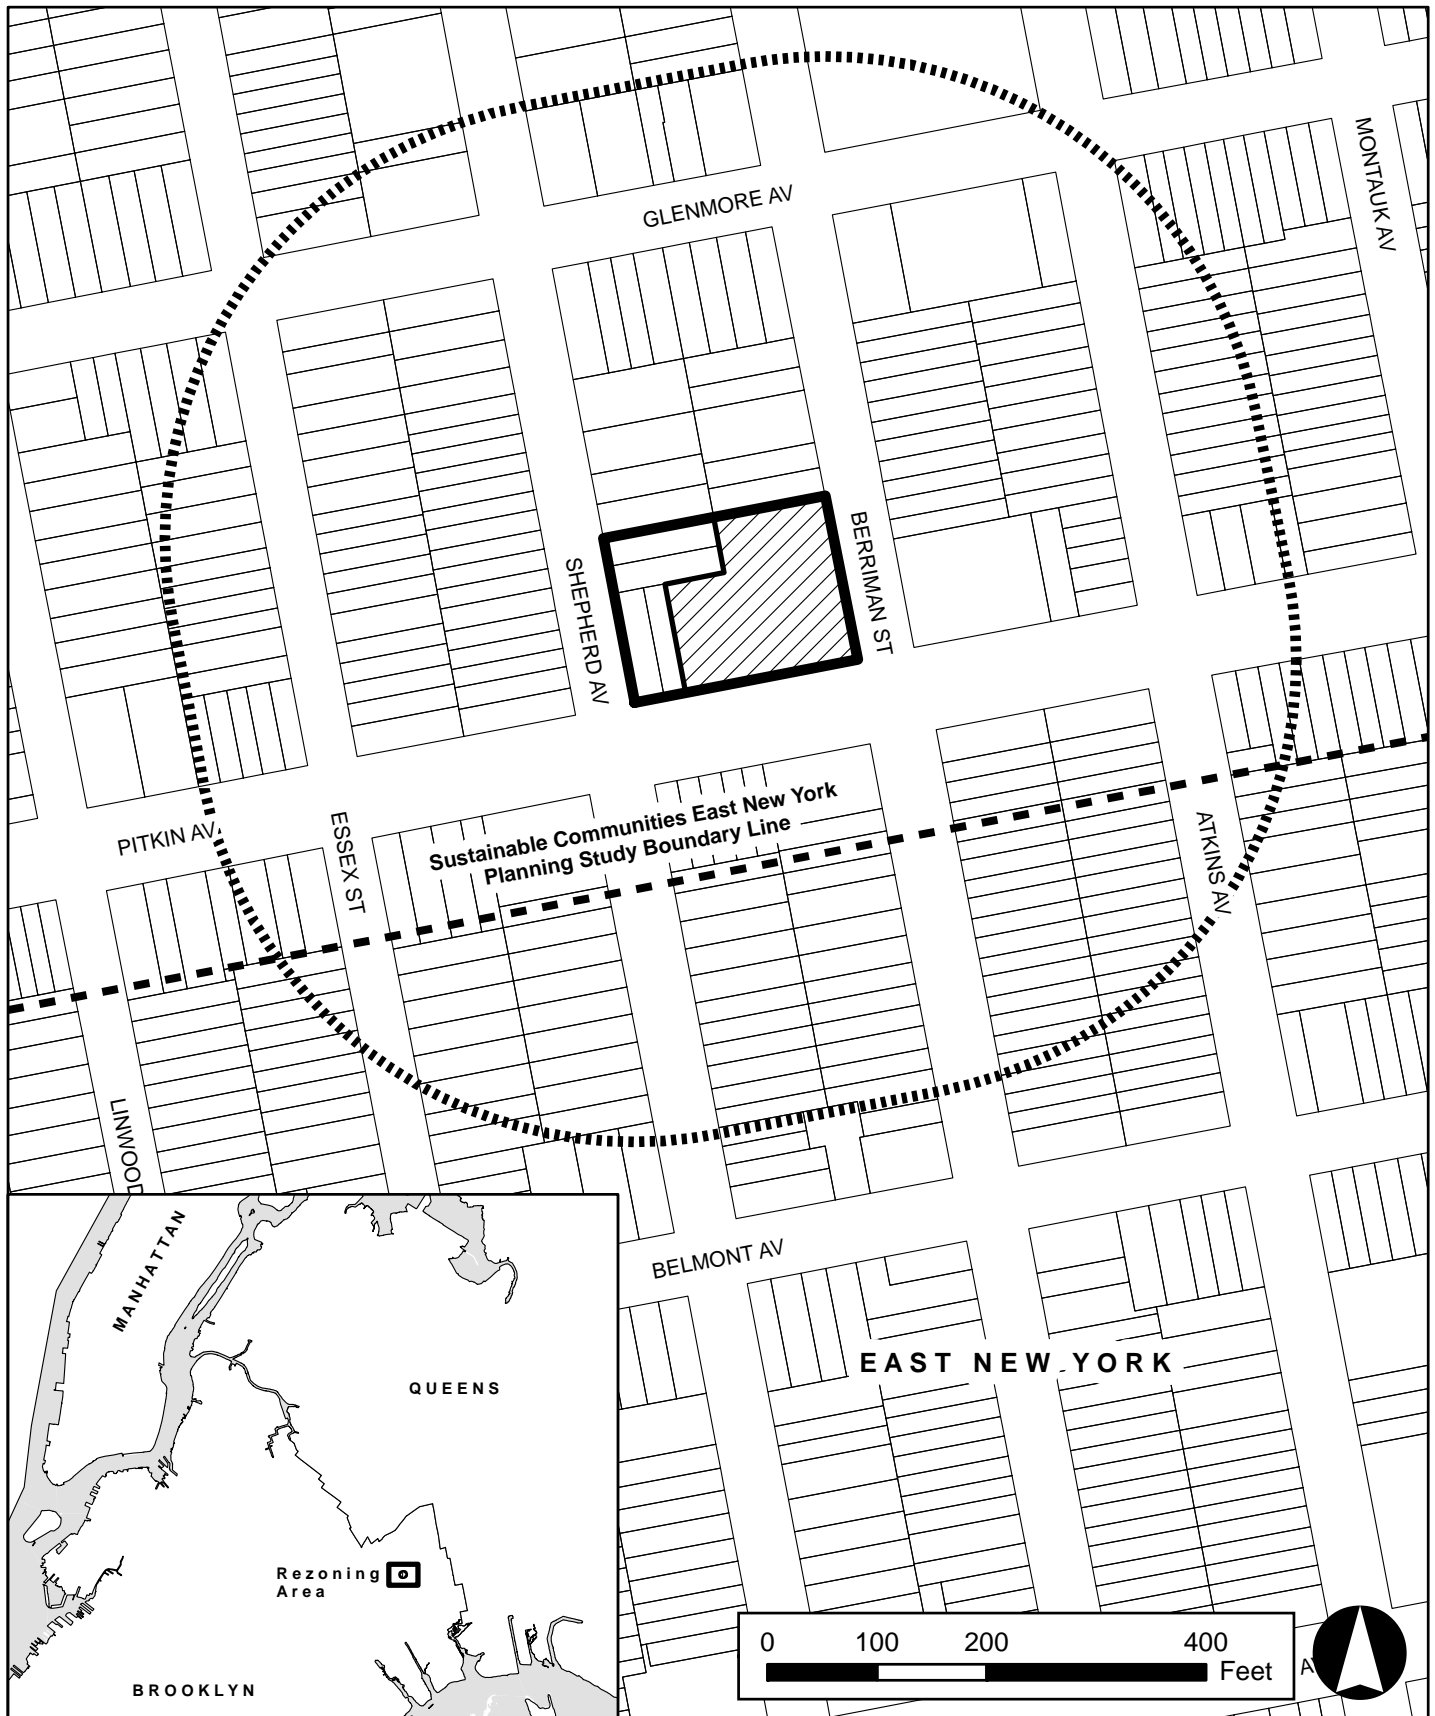 MONTAUK AV
GLENMORE AV
BERRIMAN ST
SHEPHERD AV
Sustainable Communities East New York
Planning Study Boundary Line
PITKIN AV
ESSEX ST
ATKINS AV
LINWOOD
MANHATTAN
BELMONT AV
EAST NEW YORK
QUEENS
Rezoning
Area
BROOKLYN
0 100 200 400
Feet